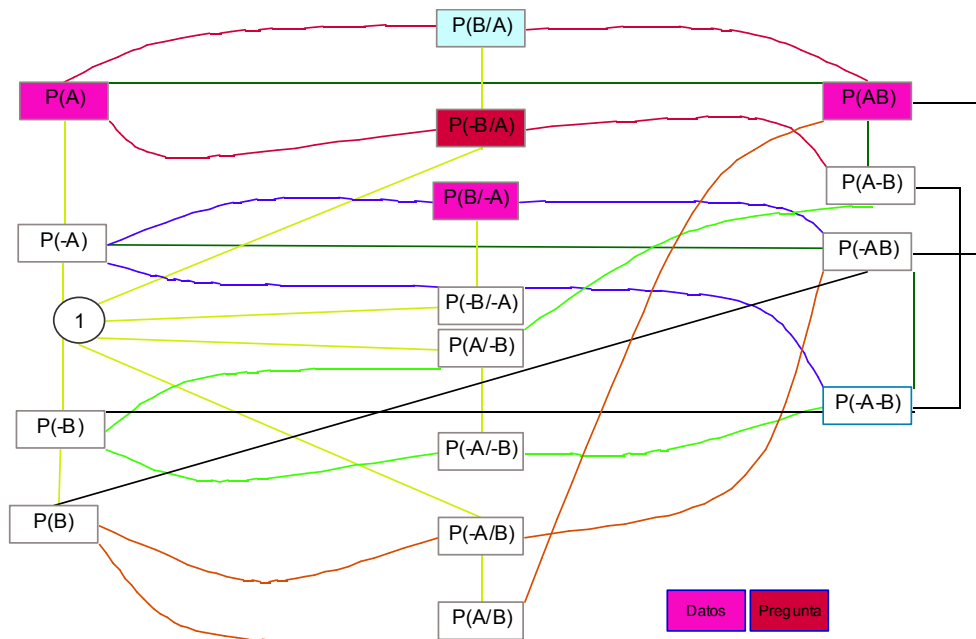 P(B/A)
P(A)
P(AB)
P(-B/A)
P(A-B)
P(B/-A)
P(-A)
P(-AB)
P(-B/-A)
1
P(A/-B)
P(-A-B)
P(-B)
P(-A/-B)
P(B)
P(-A/B)
P(A/B)
Datos
Pregunta